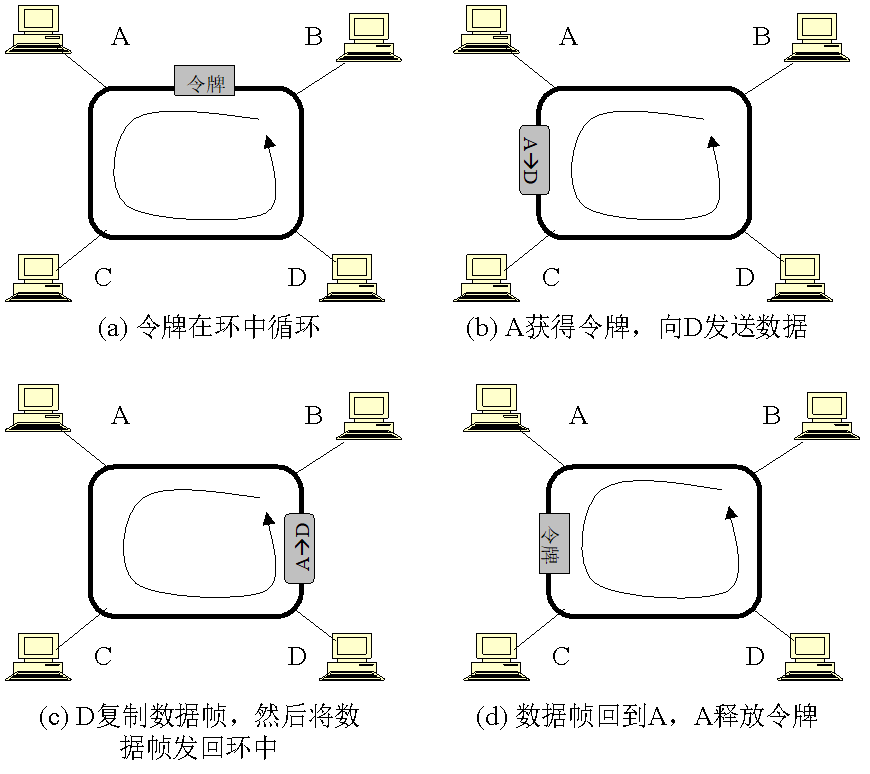 A
B
令牌
C
D
(a) 令牌在环中循环
A
B
A→D
C
D
(b) A获得令牌，向D发送数据
A
B
A→D
C
D
(c) D复制数据帧，然后将数
据帧发回环中
A
B
令牌
C
D
(d) 数据帧回到A，A释放令牌